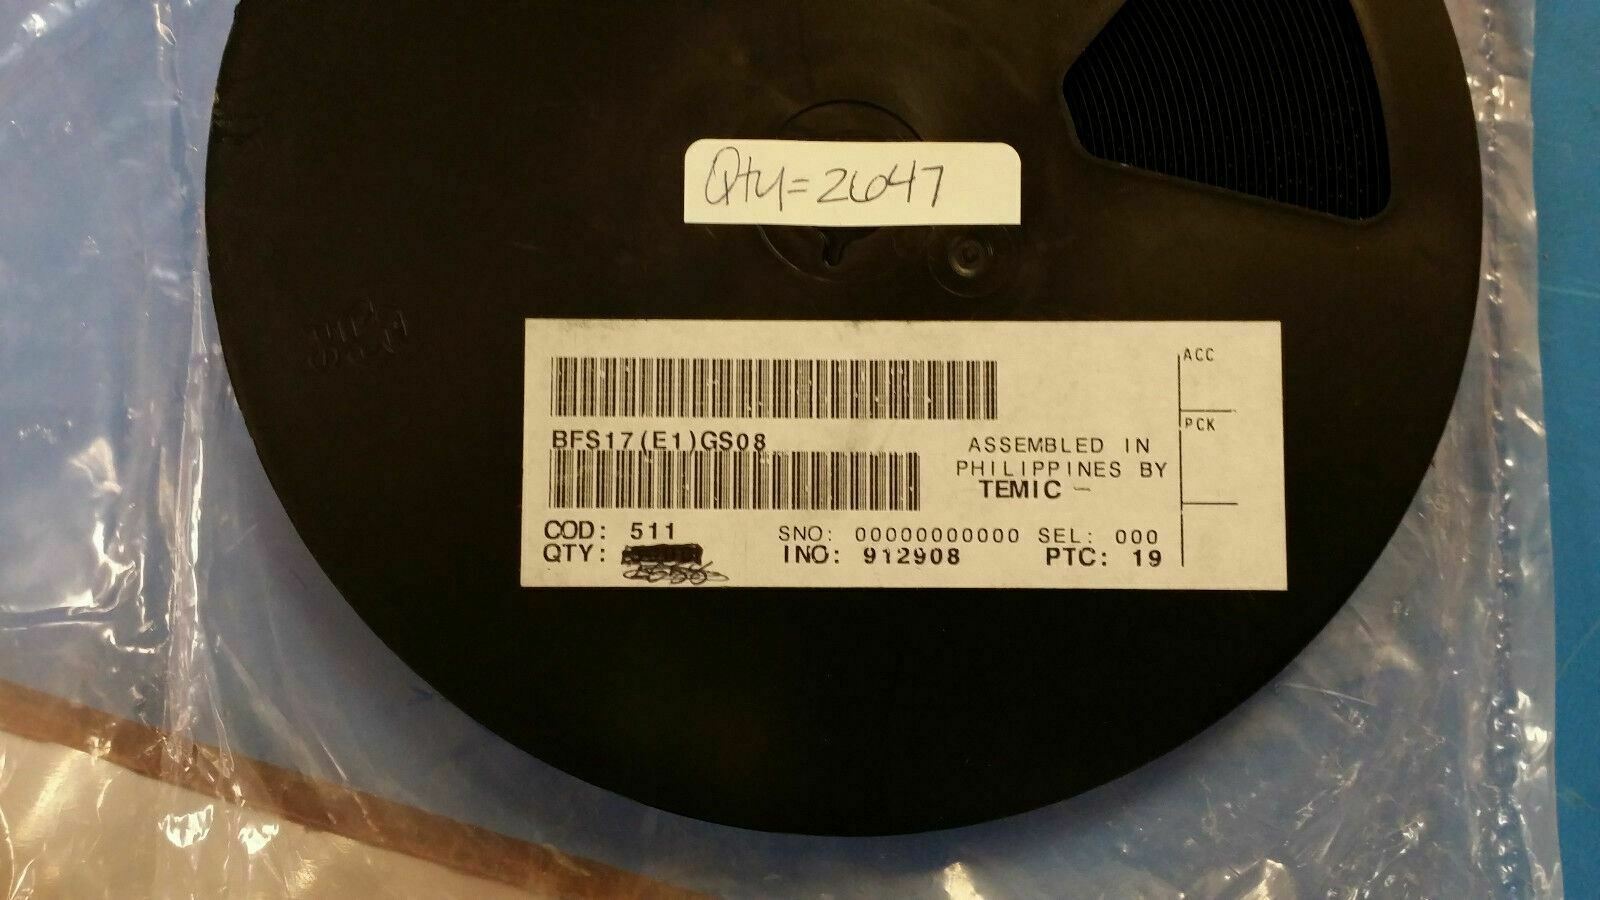 Qty=2647
ACC
BFS17(E1)GS08
PCK
ASSEMBLED IN
PHILIPPINES BY
TEMIC -
COD: 511 SNO: 00000000000 SEL: 000
QTY: INO: 912908 PTC: 19